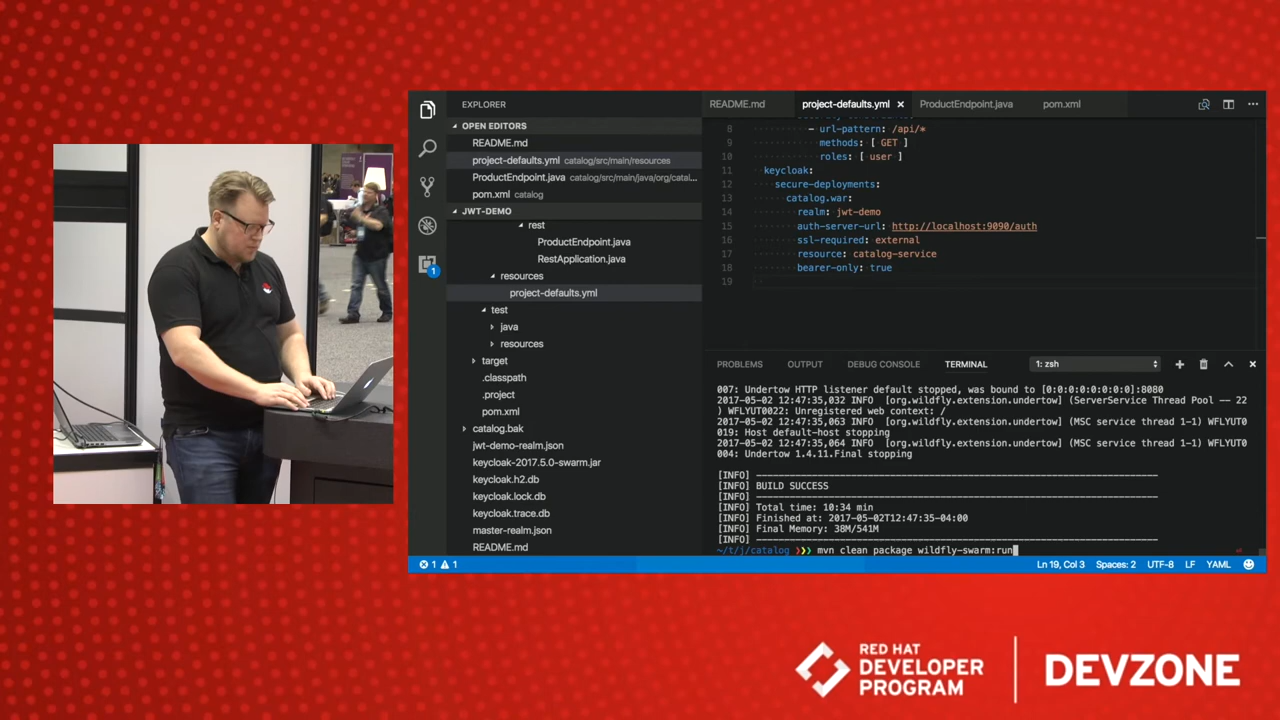 EXPLORER
OPEN EDITORS
README.md
project-defaults.yml catalog/src/main/resources
ProductEndpoint.java catalog/src/main/java/org/catal...
pom.xml catalog
JWT-DEMO
rest
ProductEndpoint.java
RestApplication.java
resources
project-defaults.yml
test
java
resources
target
.classpath
.project
pom.xml
catalog.bak
jwt-demo-realm.json
keycloak-2017.5.0-swarm.jar
keycloak.h2.db
keycloak.lock.db
keycloak.trace.db
master-realm.json
README.md
1
README.md project-defaults.yml ProductEndpoint.java pom.xml
8 - url-pattern: /api/*
9 methods: [ GET ]
10 roles: [ user ]
11 keycloak:
12 secure-deployments:
13 catalog.war:
14 realm: jwt-demo
15 auth-server-url: http://localhost:9090/auth
16 ssl-required: external
17 resource: catalog-service
18 bearer-only: true
19
PROBLEMS OUTPUT DEBUG CONSOLE TERMINAL 1: zsh
007: Undertow HTTP listener default stopped, was bound to [0:0:0:0:0:0:0:0]:8080
2017-05-02 12:47:35,032 INFO [org.wildfly.extension.undertow] (ServerService Thread Pool -- 22
) WFLYUT0022: Unregistered web context: /
2017-05-02 12:47:35,063 INFO [org.wildfly.extension.undertow] (MSC service thread 1-1) WFLYUT0
019: Host default-host stopping
2017-05-02 12:47:35,064 INFO [org.wildfly.extension.undertow] (MSC service thread 1-1) WFLYUT0
004: Undertow 1.4.11.Final stopping
[INFO] ------------------------------------------------------------------------
[INFO] BUILD SUCCESS
[INFO] ------------------------------------------------------------------------
[INFO] Total time: 10:34 min
[INFO] Finished at: 2017-05-02T12:47:35-04:00
[INFO] Final Memory: 38M/541M
[INFO] ------------------------------------------------------------------------
~/t/j/catalog ❯❯❯ mvn clean package wildfly-swarm:run
1 1 Ln 19, Col 3 Spaces: 2 UTF-8 LF YAML
RED HAT
DEVELOPER
PROGRAM
DEVZONE